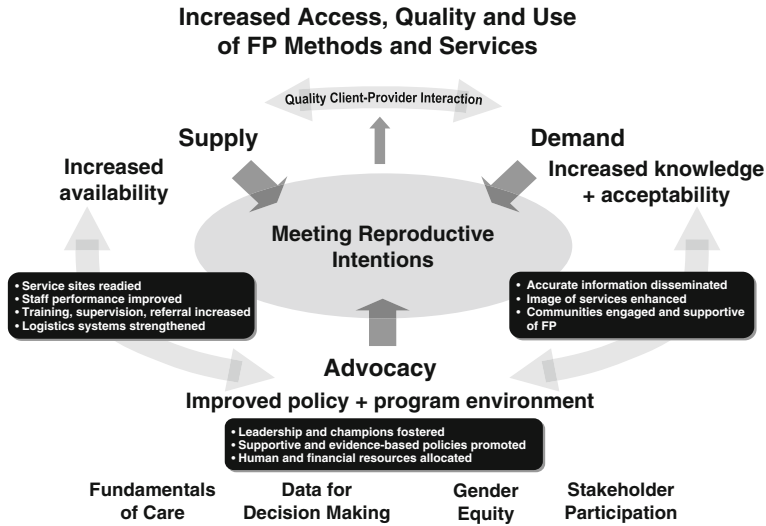 Increased Access, Quality and Use
of FP Methods and Services
Quality Client-Provider Interaction
Supply
Increased
availability
Demand
Increased knowledge
+ acceptability
Meeting Reproductive
Intentions
• Service sites readied
• Staff performance improved
• Training, supervision, referral increased
• Logistics systems strengthened
• Accurate information disseminated
• Image of services enhanced
• Communities engaged and supportive
of FP
Advocacy
Improved policy + program environment
• Leadership and champions fostered
• Supportive and evidence-based policies promoted
• Human and financial resources allocated
Fundamentals
of Care
Data for
Decision Making
Gender
Equity
Stakeholder
Participation